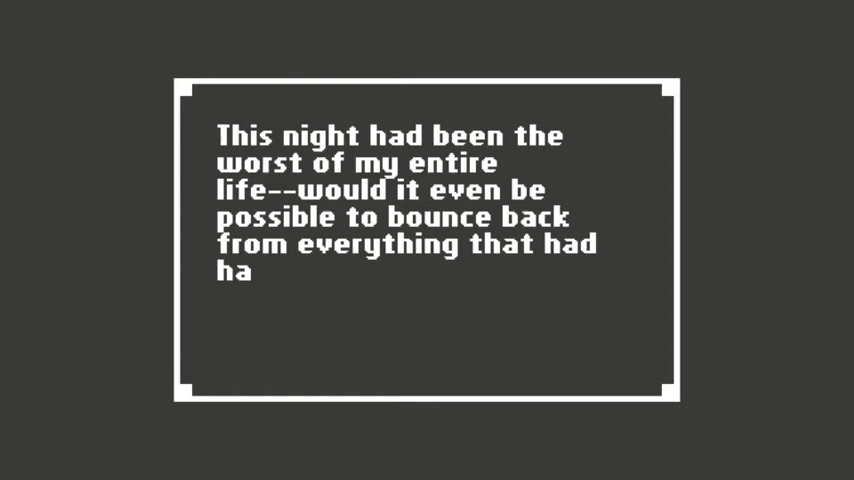 This night had been the
worst of my entire
life--would it even be
possible to bounce back
from everything that had
ha